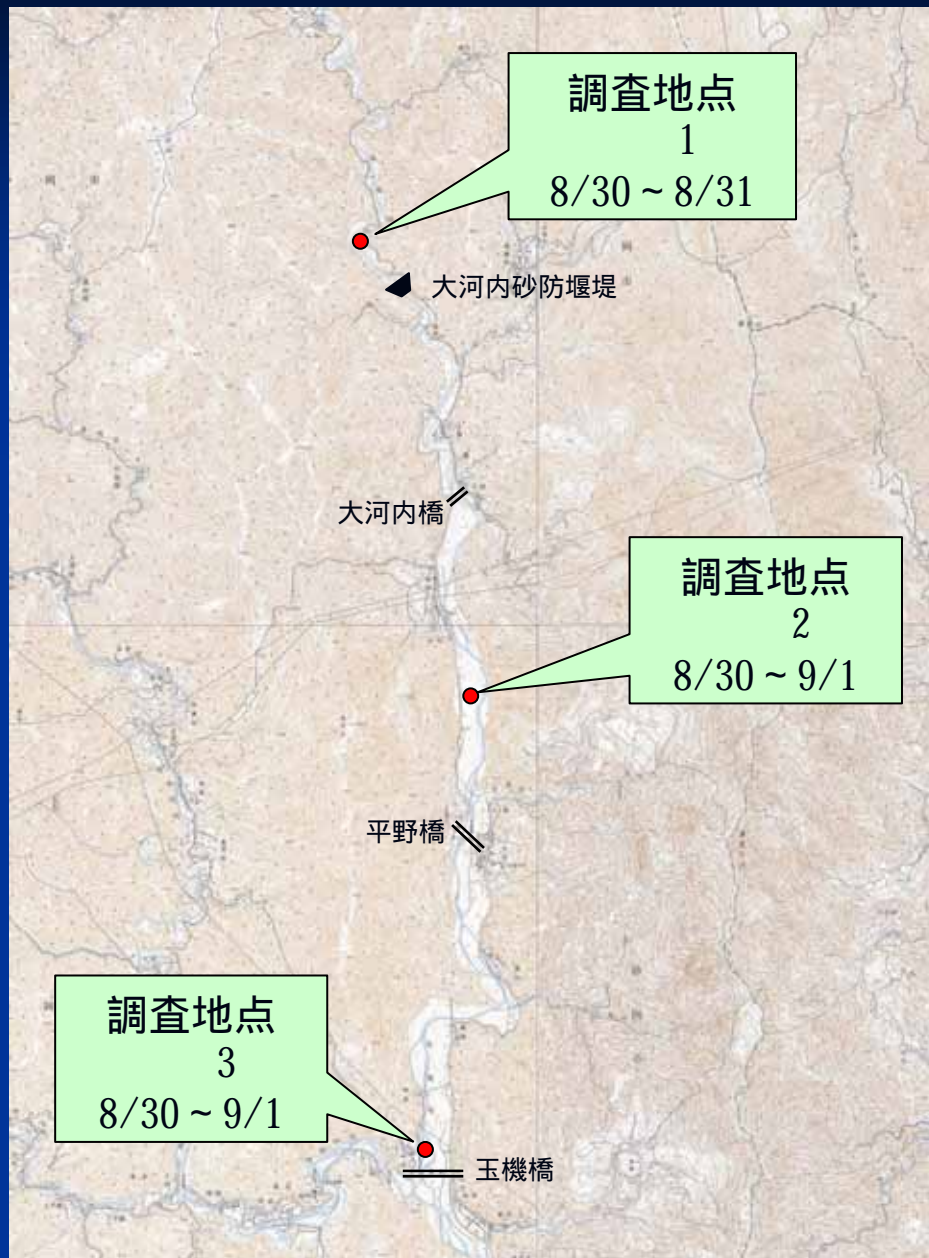 調査地点
1
8/30 ~ 8/31
大河内砂防堰堤
大河内橋
調査地点
2
8/30 ~ 9/1
平野橋
調査地点
3
8/30 ~ 9/1
玉機橋